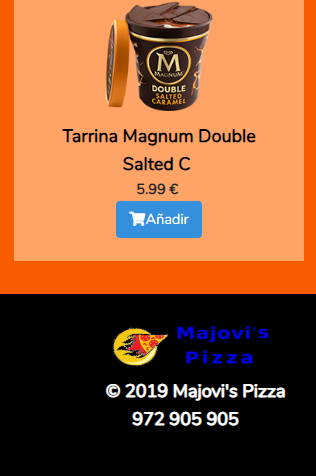 M
MAGNUM
DOUBLE
SALTED
CARAMEL
Tarrina Magnum Double
Salted C
5.99 €
Añadir
Majovi's
Pizza
© 2019 Majovi's Pizza
972 905 905